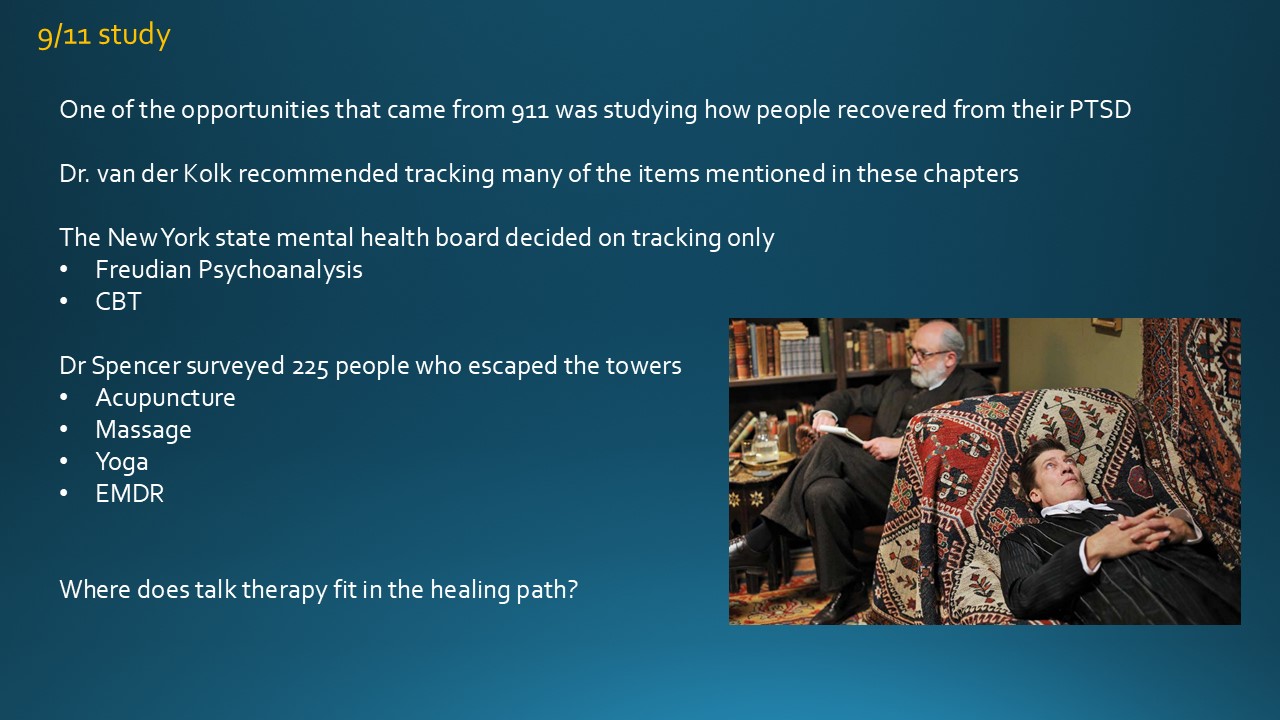 9/11 study
One of the opportunities that came from 911 was studying how people recovered from their PTSD
Dr. van der Kolk recommended tracking many of the items mentioned in these chapters
The New York state mental health board decided on tracking only
• Freudian Psychoanalysis
• CBT
Dr Spencer surveyed 225 people who escaped the towers
• Acupuncture
• Massage
• Yoga
• EMDR
Where does talk therapy fit in the healing path?